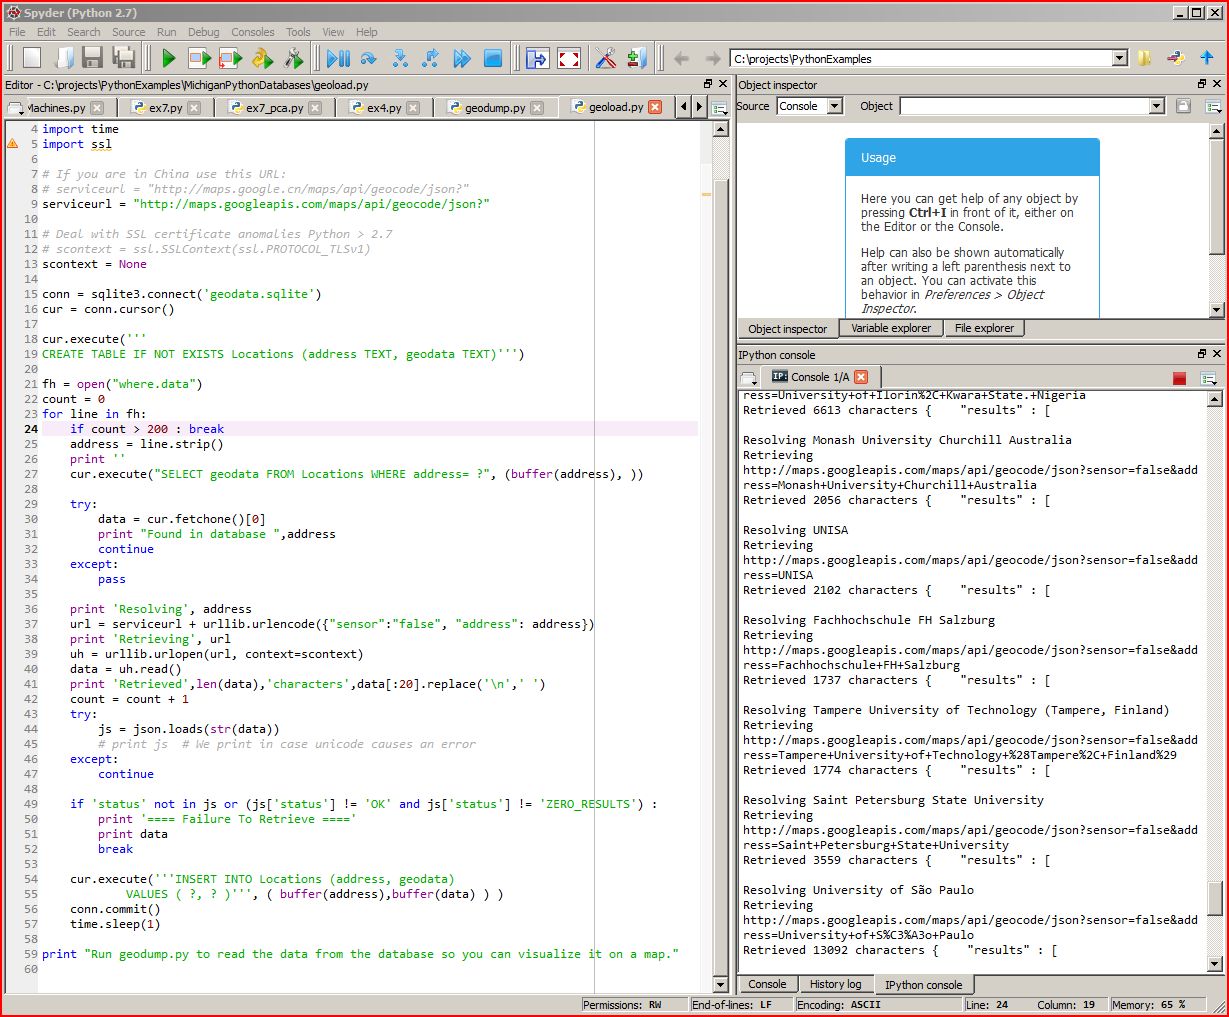 Spyder (Python 2.7)
File Edit Search Source Run Debug Consoles Tools View Help
C:\projects\PythonExamples
Editor - C:\projects\PythonExamples\MichiganPythonDatabases\geoload.py
Machines.py ex7.py ex7_pca.py ex4.py geodump.py geoload.py
4 import time
5 import ssl
6
7 # If you are in China use this URL:
8 # serviceurl = "http://maps.google.cn/maps/api/geocode/json?"
9 serviceurl = "http://maps.googleapis.com/maps/api/geocode/json?"
10
11 # Deal with SSL certificate anomalies Python > 2.7
12 # scontext = ssl.SSLContext(ssl.PROTOCOL_TLSv1)
13 scontext = None
14
15 conn = sqlite3.connect('geodata.sqlite')
16 cur = conn.cursor()
17
18 cur.execute('''
19 CREATE TABLE IF NOT EXISTS Locations (address TEXT, geodata TEXT)''')
20
21 fh = open("where.data")
22 count = 0
23 for line in fh:
24     if count > 200 : break
25     address = line.strip()
26     print ''
27     cur.execute("SELECT geodata FROM Locations WHERE address= ?", (buffer(address), ))
28
29     try:
30         data = cur.fetchone()[0]
31         print "Found in database ",address
32         continue
33     except:
34         pass
35
36     print 'Resolving', address
37     url = serviceurl + urllib.urlencode({"sensor":"false", "address": address})
38     print 'Retrieving', url
39     uh = urllib.urlopen(url, context=scontext)
40     data = uh.read()
41     print 'Retrieved',len(data),'characters',data[:20].replace('\n',' ')
42     count = count + 1
43     try:
44         js = json.loads(str(data))
45         # print js  # We print in case unicode causes an error
46     except:
47         continue
48
49     if 'status' not in js or (js['status'] != 'OK' and js['status'] != 'ZERO_RESULTS') :
50         print '==== Failure To Retrieve ===='
51         print data
52         break
53
54     cur.execute('''INSERT INTO Locations (address, geodata)
55             VALUES ( ?, ? )''', ( buffer(address),buffer(data) ) )
56     conn.commit()
57     time.sleep(1)
58
59 print "Run geodump.py to read the data from the database so you can visualize it on a map."
60
Object inspector
Source Console Object
Usage
Here you can get help of any object by
pressing Ctrl+I in front of it, either on
the Editor or the Console.
Help can also be shown automatically
after writing a left parenthesis next to
an object. You can activate this
behavior in Preferences > Object
Inspector.
Object inspector Variable explorer File explorer
IPython console
IP: Console 1/A
ress=University+of+Ilorin%2C+Kwara+State.+Nigeria
Retrieved 6613 characters {    "results" : [
Resolving Monash University Churchill Australia
Retrieving
http://maps.googleapis.com/maps/api/geocode/json?sensor=false&add
ress=Monash+University+Churchill+Australia
Retrieved 2056 characters {    "results" : [
Resolving UNISA
Retrieving
http://maps.googleapis.com/maps/api/geocode/json?sensor=false&add
ress=UNISA
Retrieved 2102 characters {    "results" : [
Resolving Fachhochschule FH Salzburg
Retrieving
http://maps.googleapis.com/maps/api/geocode/json?sensor=false&add
ress=Fachhochschule+FH+Salzburg
Retrieved 1737 characters {    "results" : [
Resolving Tampere University of Technology (Tampere, Finland)
Retrieving
http://maps.googleapis.com/maps/api/geocode/json?sensor=false&add
ress=Tampere+University+of+Technology+%28Tampere%2C+Finland%29
Retrieved 1774 characters {    "results" : [
Resolving Saint Petersburg State University
Retrieving
http://maps.googleapis.com/maps/api/geocode/json?sensor=false&add
ress=Saint+Petersburg+State+University
Retrieved 3559 characters {    "results" : [
Resolving University of São Paulo
Retrieving
http://maps.googleapis.com/maps/api/geocode/json?sensor=false&add
ress=University+of+S%C3%A3o+Paulo
Retrieved 13092 characters {    "results" : [
Console History log IPython console
Permissions: RW End-of-lines: LF Encoding: ASCII Line: 24 Column: 19 Memory: 65 %